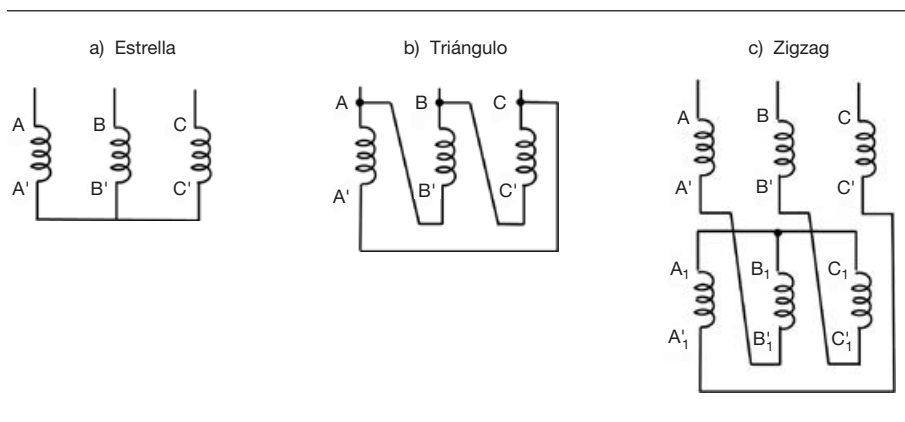 a) Estrella
b) Triángulo
c) Zigzag
A B C
A' B' C'
A B C
A' B' C'
A B C
A' B' C'
A₁ B₁ C₁
A'₁ B'₁ C'₁